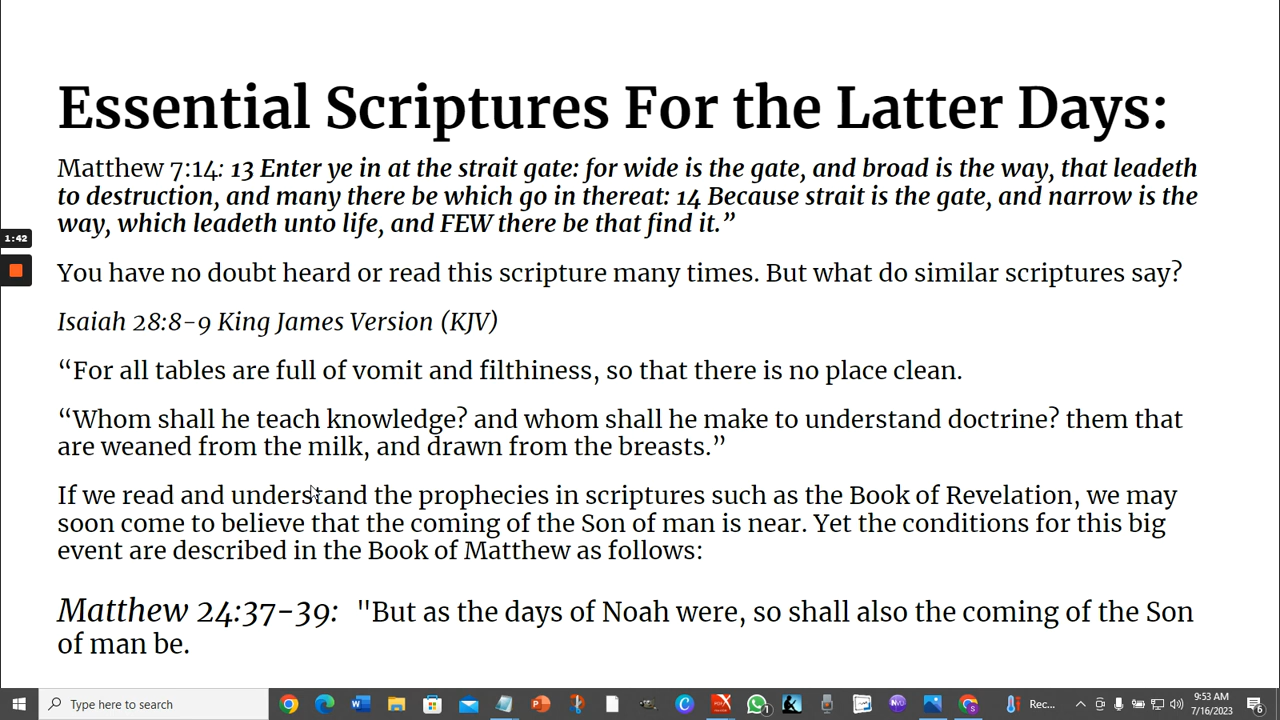 Essential Scriptures For the Latter Days:
Matthew 7:14: 13 Enter ye in at the strait gate: for wide is the gate, and broad is the way, that leadeth
to destruction, and many there be which go in thereat: 14 Because strait is the gate, and narrow is the
way, which leadeth unto life, and FEW there be that find it.”
1:42
You have no doubt heard or read this scripture many times. But what do similar scriptures say?
Isaiah 28:8-9 King James Version (KJV)
“For all tables are full of vomit and filthiness, so that there is no place clean.
“Whom shall he teach knowledge? and whom shall he make to understand doctrine? them that
are weaned from the milk, and drawn from the breasts.”
If we read and understand the prophecies in scriptures such as the Book of Revelation, we may
soon come to believe that the coming of the Son of man is near. Yet the conditions for this big
event are described in the Book of Matthew as follows:
Matthew 24:37-39: "But as the days of Noah were, so shall also the coming of the Son
of man be.
Type here to search
Rec...
9:53 AM
7/16/2023